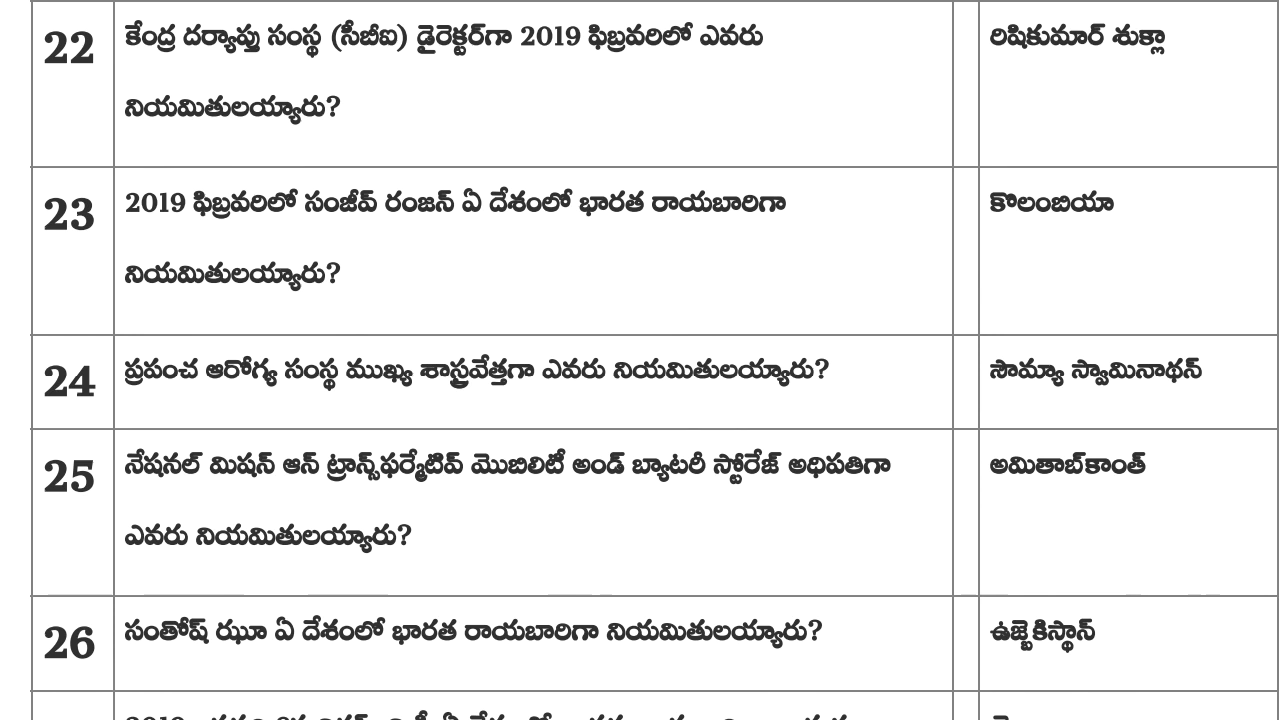 22 కేంద్ర దర్యాప్తు సంస్థ (సీబీఐ) డైరెక్టర్‌గా 2019 ఫిబ్రవరిలో ఎవరు రిషికుమార్ శుక్లా
నియమితులయ్యారు?
23 2019 ఫిబ్రవరిలో సంజీవ్ రంజన్ ఏ దేశంలో భారత రాయబారిగా కొలంబియా
నియమితులయ్యారు?
24 ప్రపంచ ఆరోగ్య సంస్థ ముఖ్య శాస్త్రవేత్తగా ఎవరు నియమితులయ్యారు? సౌమ్యా స్వామినాథన్
25 నేషనల్ మిషన్ ఆన్ ట్రాన్స్‌ఫర్మేటివ్ మొబిలిటీ అండ్ బ్యాటరీ స్టోరేజ్ అధిపతిగా అమితాబ్‌కాంత్
ఎవరు నియమితులయ్యారు?
26 సంతోష్ ఝా ఏ దేశంలో భారత రాయబారిగా నియమితులయ్యారు? ఉజ్బెకిస్థాన్